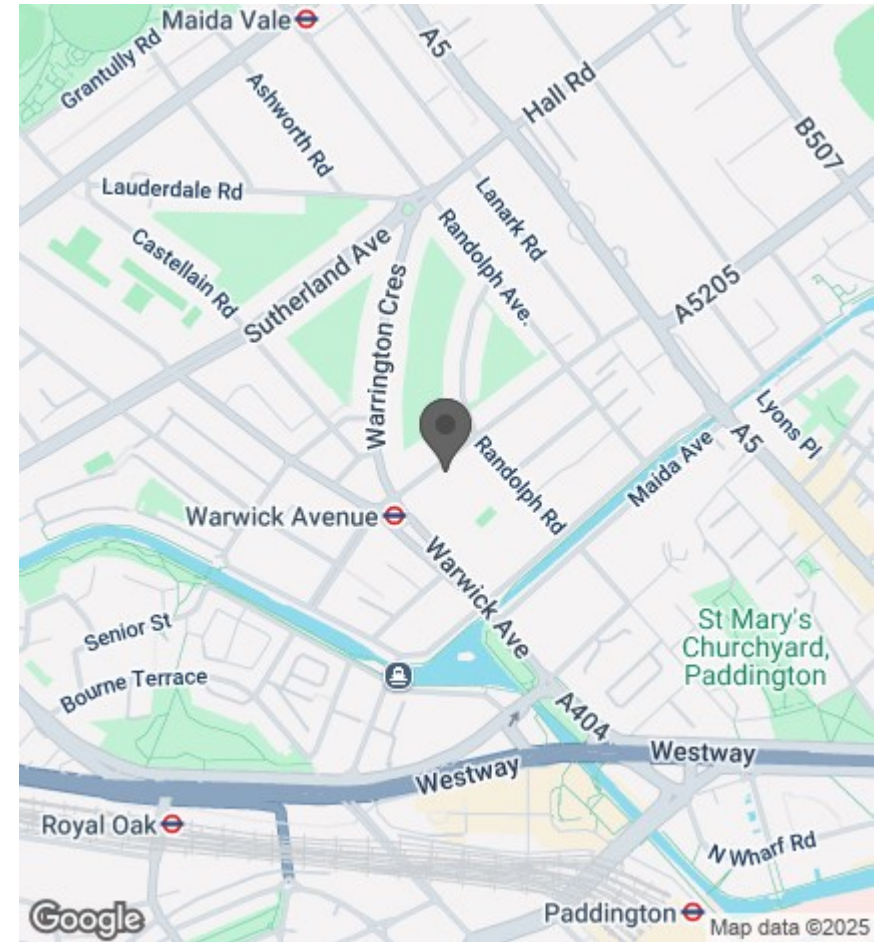 Maida Vale
A5
Grantully Rd
Ashworth Rd
Hall Rd
B507
Lauderdale Rd
Lanark Rd
Randolph Ave.
Castellain Rd
Sutherland Ave
Warrington Cres
A5205
Lyons Pl
A5
Maida Ave
Randolph Rd
Warwick Avenue
Warwick Ave
Senior St
St Mary's
Churchyard,
Paddington
Bourne Terrace
A404
Westway
Westway
Royal Oak
N Wharf Rd
Paddington
Google
Map data ©2025